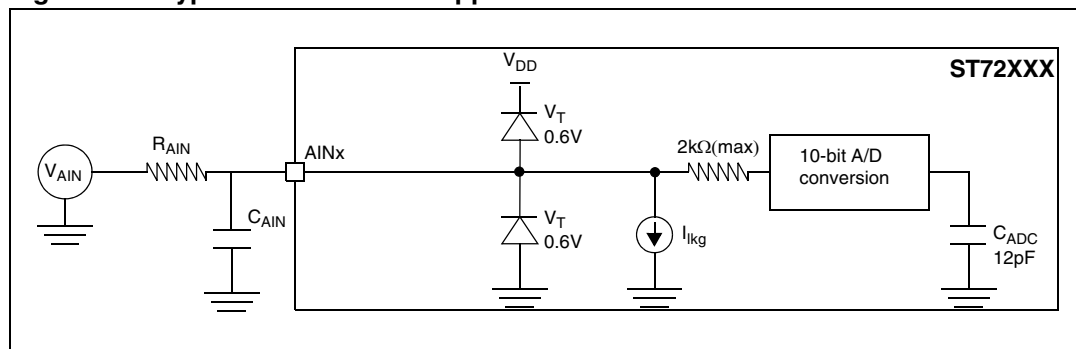 V_DD
ST72XXX
V_T
0.6V
R_AIN
AINx
2kΩ(max)
10-bit A/D
conversion
V_AIN
C_AIN
V_T
0.6V
I_lkg
C_ADC
12pF